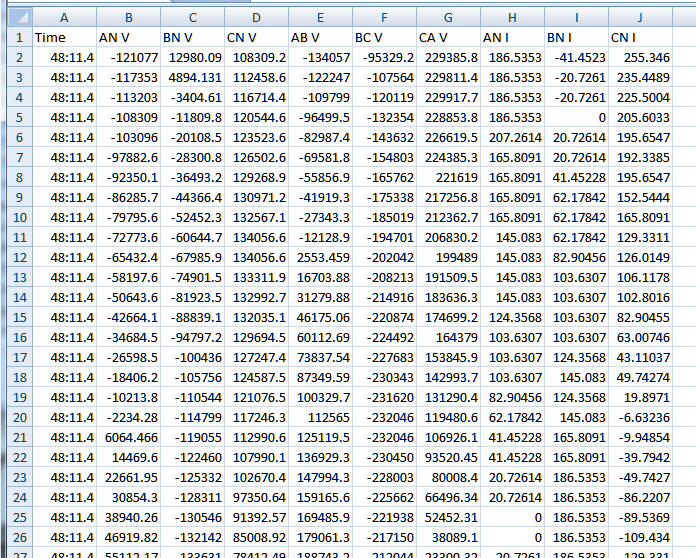 A B C D E F G H I J
1 Time AN V BN V CN V AB V BC V CA V AN I BN I CN I
2 48:11.4 -121077 12980.09 108309.2 -134057 -95329.2 229385.8 186.5353 -41.4523 255.346
3 48:11.4 -117353 4894.131 112458.6 -122247 -107564 229811.4 186.5353 -20.7261 235.4489
4 48:11.4 -113203 -3404.61 116714.4 -109799 -120119 229917.7 186.5353 -20.7261 225.5004
5 48:11.4 -108309 -11809.8 120544.6 -96499.5 -132354 228853.8 186.5353 0 205.6033
6 48:11.4 -103096 -20108.5 123523.6 -82987.4 -143632 226619.5 207.2614 20.72614 195.6547
7 48:11.4 -97882.6 -28300.8 126502.6 -69581.8 -154803 224385.3 165.8091 20.72614 192.3385
8 48:11.4 -92350.1 -36493.2 129268.9 -55856.9 -165762 221619 165.8091 41.45228 195.6547
9 48:11.4 -86285.7 -44366.4 130971.2 -41919.3 -175338 217256.8 165.8091 62.17842 152.5444
10 48:11.4 -79795.6 -52452.3 132567.1 -27343.3 -185019 212362.7 165.8091 62.17842 165.8091
11 48:11.4 -72773.6 -60644.7 134056.6 -12128.9 -194701 206830.2 145.083 62.17842 129.3311
12 48:11.4 -65432.4 -67985.9 134056.6 2553.459 -202042 199489 145.083 82.90456 126.0149
13 48:11.4 -58197.6 -74901.5 133311.9 16703.88 -208213 191509.5 145.083 103.6307 106.1178
14 48:11.4 -50643.6 -81923.5 132992.7 31279.88 -214916 183636.3 145.083 103.6307 102.8016
15 48:11.4 -42664.1 -88839.1 132035.1 46175.06 -220874 174699.2 124.3568 103.6307 82.90455
16 48:11.4 -34684.5 -94797.2 129694.5 60112.69 -224492 164379 103.6307 103.6307 63.00746
17 48:11.4 -26598.5 -100436 127247.4 73837.54 -227683 153845.9 103.6307 124.3568 43.11037
18 48:11.4 -18406.2 -105756 124587.5 87349.59 -230343 142993.7 103.6307 145.083 49.74274
19 48:11.4 -10213.8 -110544 121076.5 100329.7 -231620 131290.4 82.90456 124.3568 19.8971
20 48:11.4 -2234.28 -114799 117246.3 112565 -232046 119480.6 62.17842 145.083 -6.63236
21 48:11.4 6064.466 -119055 112990.6 125119.5 -232046 106926.1 41.45228 165.8091 -9.94854
22 48:11.4 14469.6 -122460 107990.1 136929.3 -230450 93520.45 41.45228 165.8091 -39.7942
23 48:11.4 22661.95 -125332 102670.4 147994.3 -228003 80008.4 20.72614 186.5353 -49.7427
24 48:11.4 30854.3 -128311 97350.64 159165.6 -225662 66496.34 20.72614 186.5353 -86.2207
25 48:11.4 38940.26 -130546 91392.57 169485.9 -221938 52452.31 0 186.5353 -89.5369
26 48:11.4 46919.82 -132142 85008.92 179061.3 -217150 38089.1 0 186.5353 -109.434
27 48:11.4 55112.17 -133631 78412.49 188743.2 -212044 23300.32 -20.7261 186.5353 -129.331